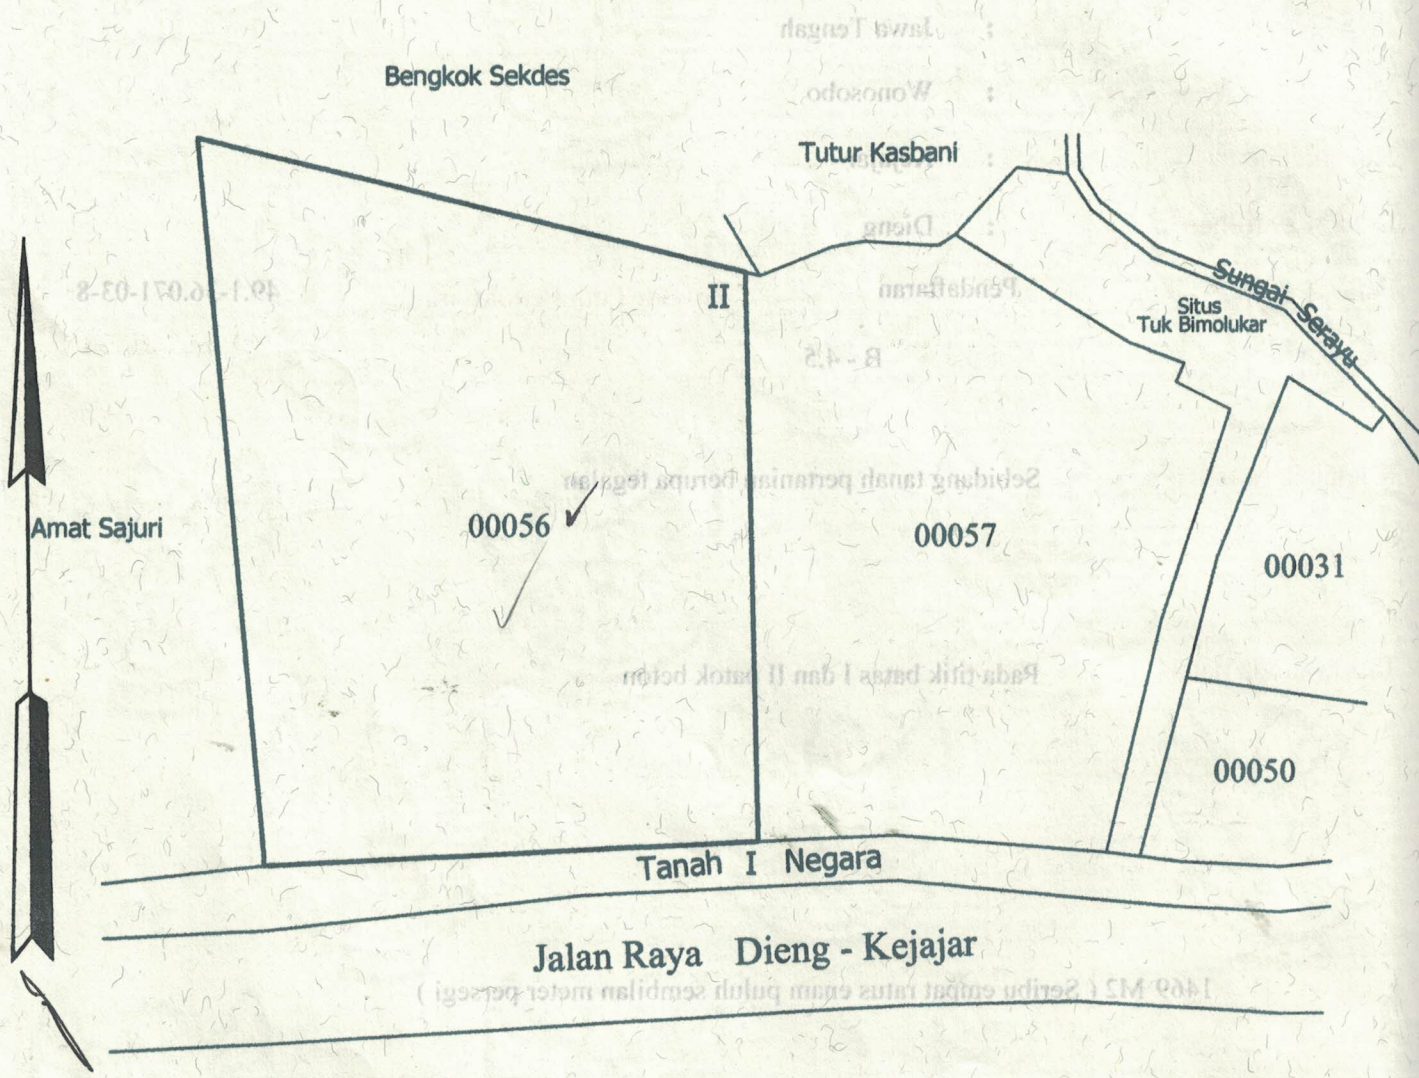 Bengkok Sekdes
Tutur Kasbani
II
Sungai Serayu
Situs
Tuk Bimolukar
Amat Sajuri
00056
00057
00031
00050
Tanah I Negara
Jalan Raya Dieng - Kejajar
: Jawa Tengah
: Wonosobo
: Dieng
Pendaftaran
B - 4.5
Sebidang tanah pertanian berupa tegalan
Pada titik batas I dan II patok beton
1469 M2 ( Seribu empat ratus enam puluh sembilan meter persegi )